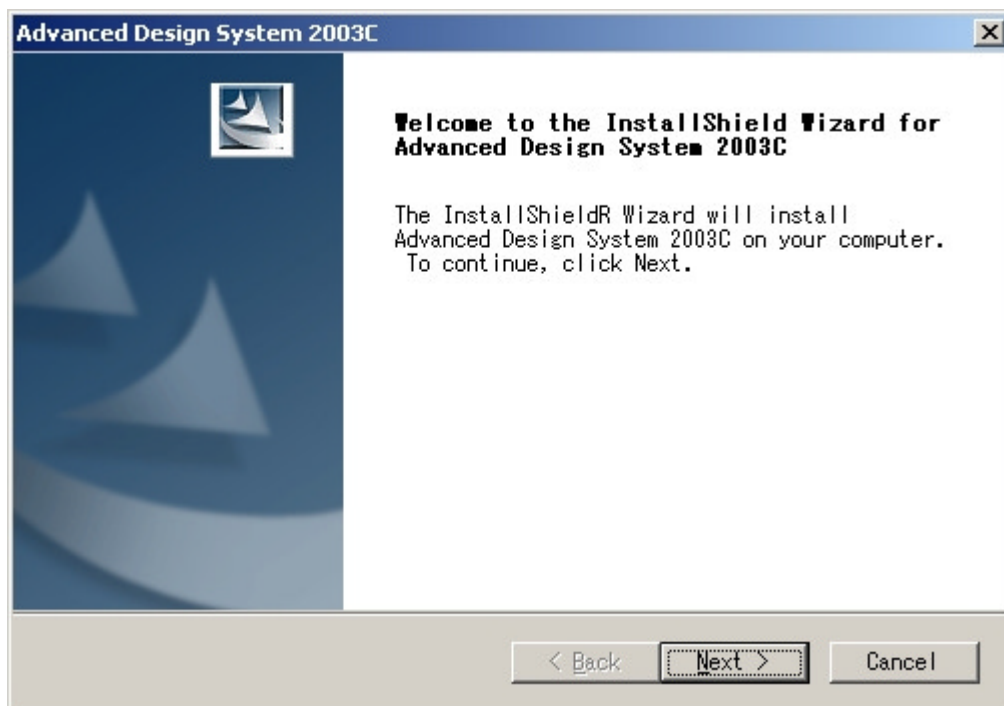 Advanced Design System 2003C
Welcome to the InstallShield Wizard for
Advanced Design System 2003C
The InstallShieldR Wizard will install
Advanced Design System 2003C on your computer.
To continue, click Next.
< Back
Next >
Cancel